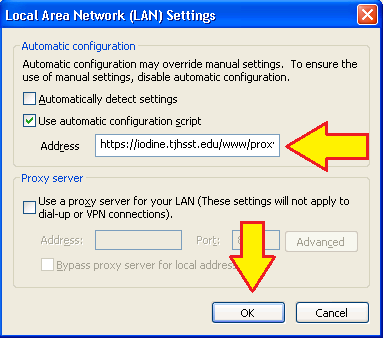 Local Area Network (LAN) Settings
Automatic configuration
Automatic configuration may override manual settings. To ensure the
use of manual settings, disable automatic configuration.
Automatically detect settings
Use automatic configuration script
Address https://iodine.tjhsst.edu/www/prox
Proxy server
Use a proxy server for your LAN (These settings will not apply to
dial-up or VPN connections).
Address: Port: Advanced
Bypass proxy server for local
OK Cancel